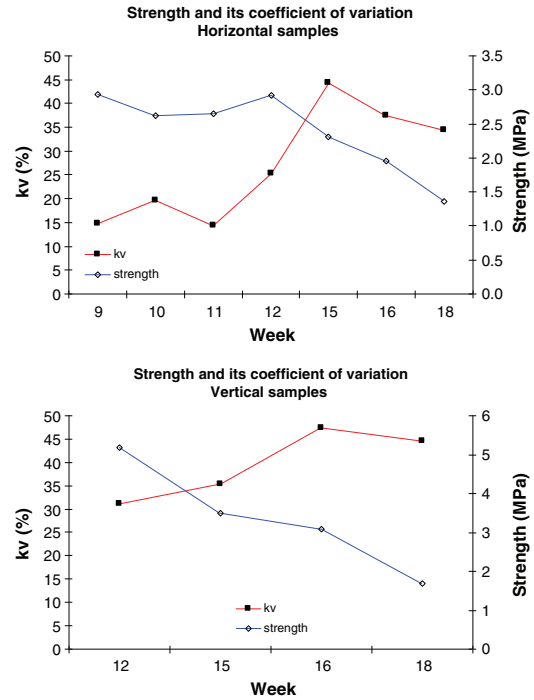 Strength and its coefficient of variation
Horizontal samples
50
45
40
35
30
25
20
15
10
5
0
kv (%)
3.5
3.0
2.5
2.0
1.5
1.0
0.5
0.0
Strength (MPa)
kv
strength
9 10 11 12 15 16 18
Week
Strength and its coefficient of variation
Vertical samples
50
45
40
35
30
25
20
15
10
5
0
kv (%)
6
5
4
3
2
1
0
Strength (MPa)
kv
strength
12 15 16 18
Week